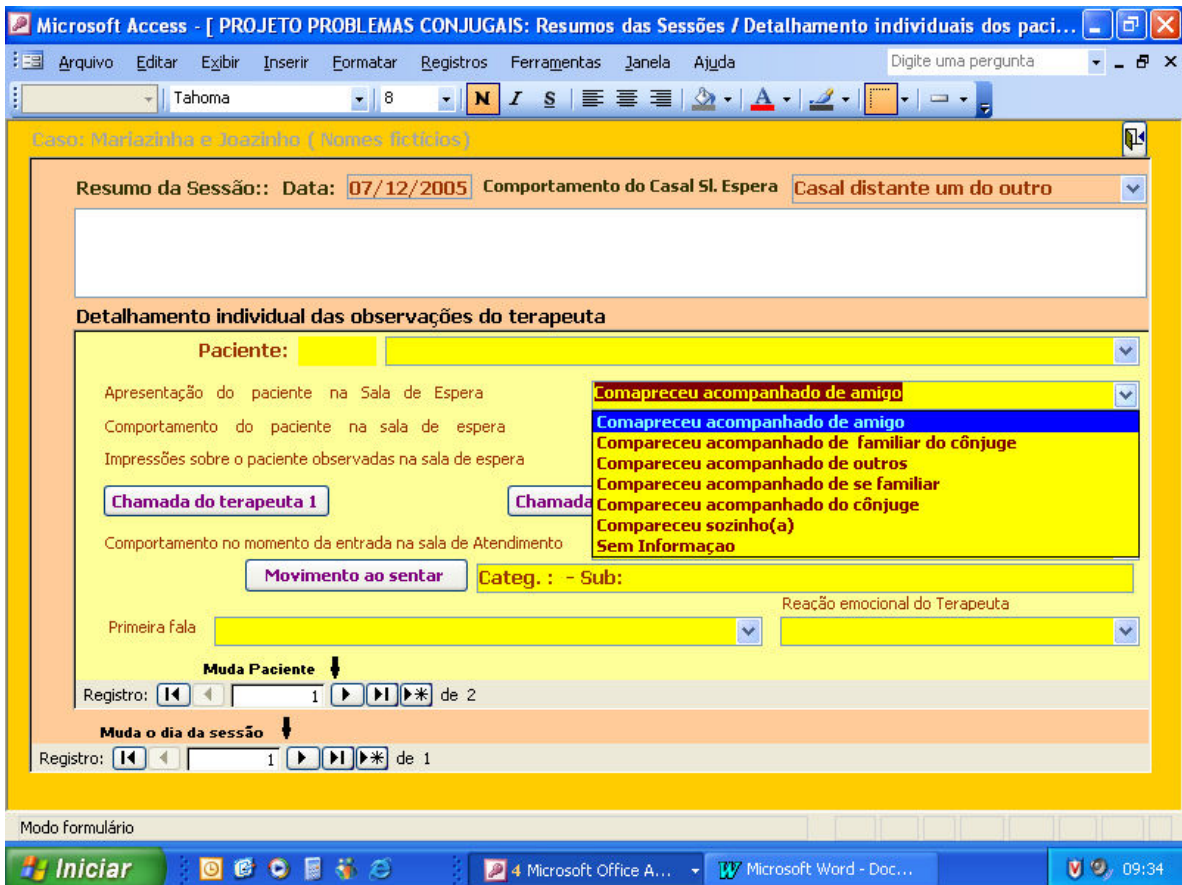 Microsoft Access - [ PROJETO PROBLEMAS CONJUGAIS: Resumos das Sessões / Detalhamento individuais dos paci...
Arquivo Editar Exibir Inserir Formatar Registros Ferramentas Janela Ajuda Digite uma pergunta
Tahoma 8 N I S A
Caso: Mariazinha e Joazinho ( Nomes fictícios)
Resumo da Sessão:: Data: 07/12/2005 Comportamento do Casal Sl. Espera Casal distante um do outro
Detalhamento individual das observações do terapeuta
Paciente:
Apresentação do paciente na Sala de Espera Comapreceu acompanhado de amigo
Comapreceu acompanhado de amigo
Comportamento do paciente na sala de espera
Compareceu acompanhado de familiar do cônjuge
Impressões sobre o paciente observadas na sala de espera
Compareceu acompanhado de outros
Compareceu acompanhado de se familiar
Chamada do terapeuta 1 Chamada Compareceu acompanhado do cônjuge
Compareceu sozinho(a)
Comportamento no momento da entrada na sala de Atendimento Sem Informaçao
Movimento ao sentar Categ. : - Sub:
Reação emocional do Terapeuta
Primeira fala
Muda Paciente
Registro: 1 de 2
Muda o dia da sessão
Registro: 1 de 1
Modo formulário
Iniciar 4 Microsoft Office A... Microsoft Word - Doc... 09:34